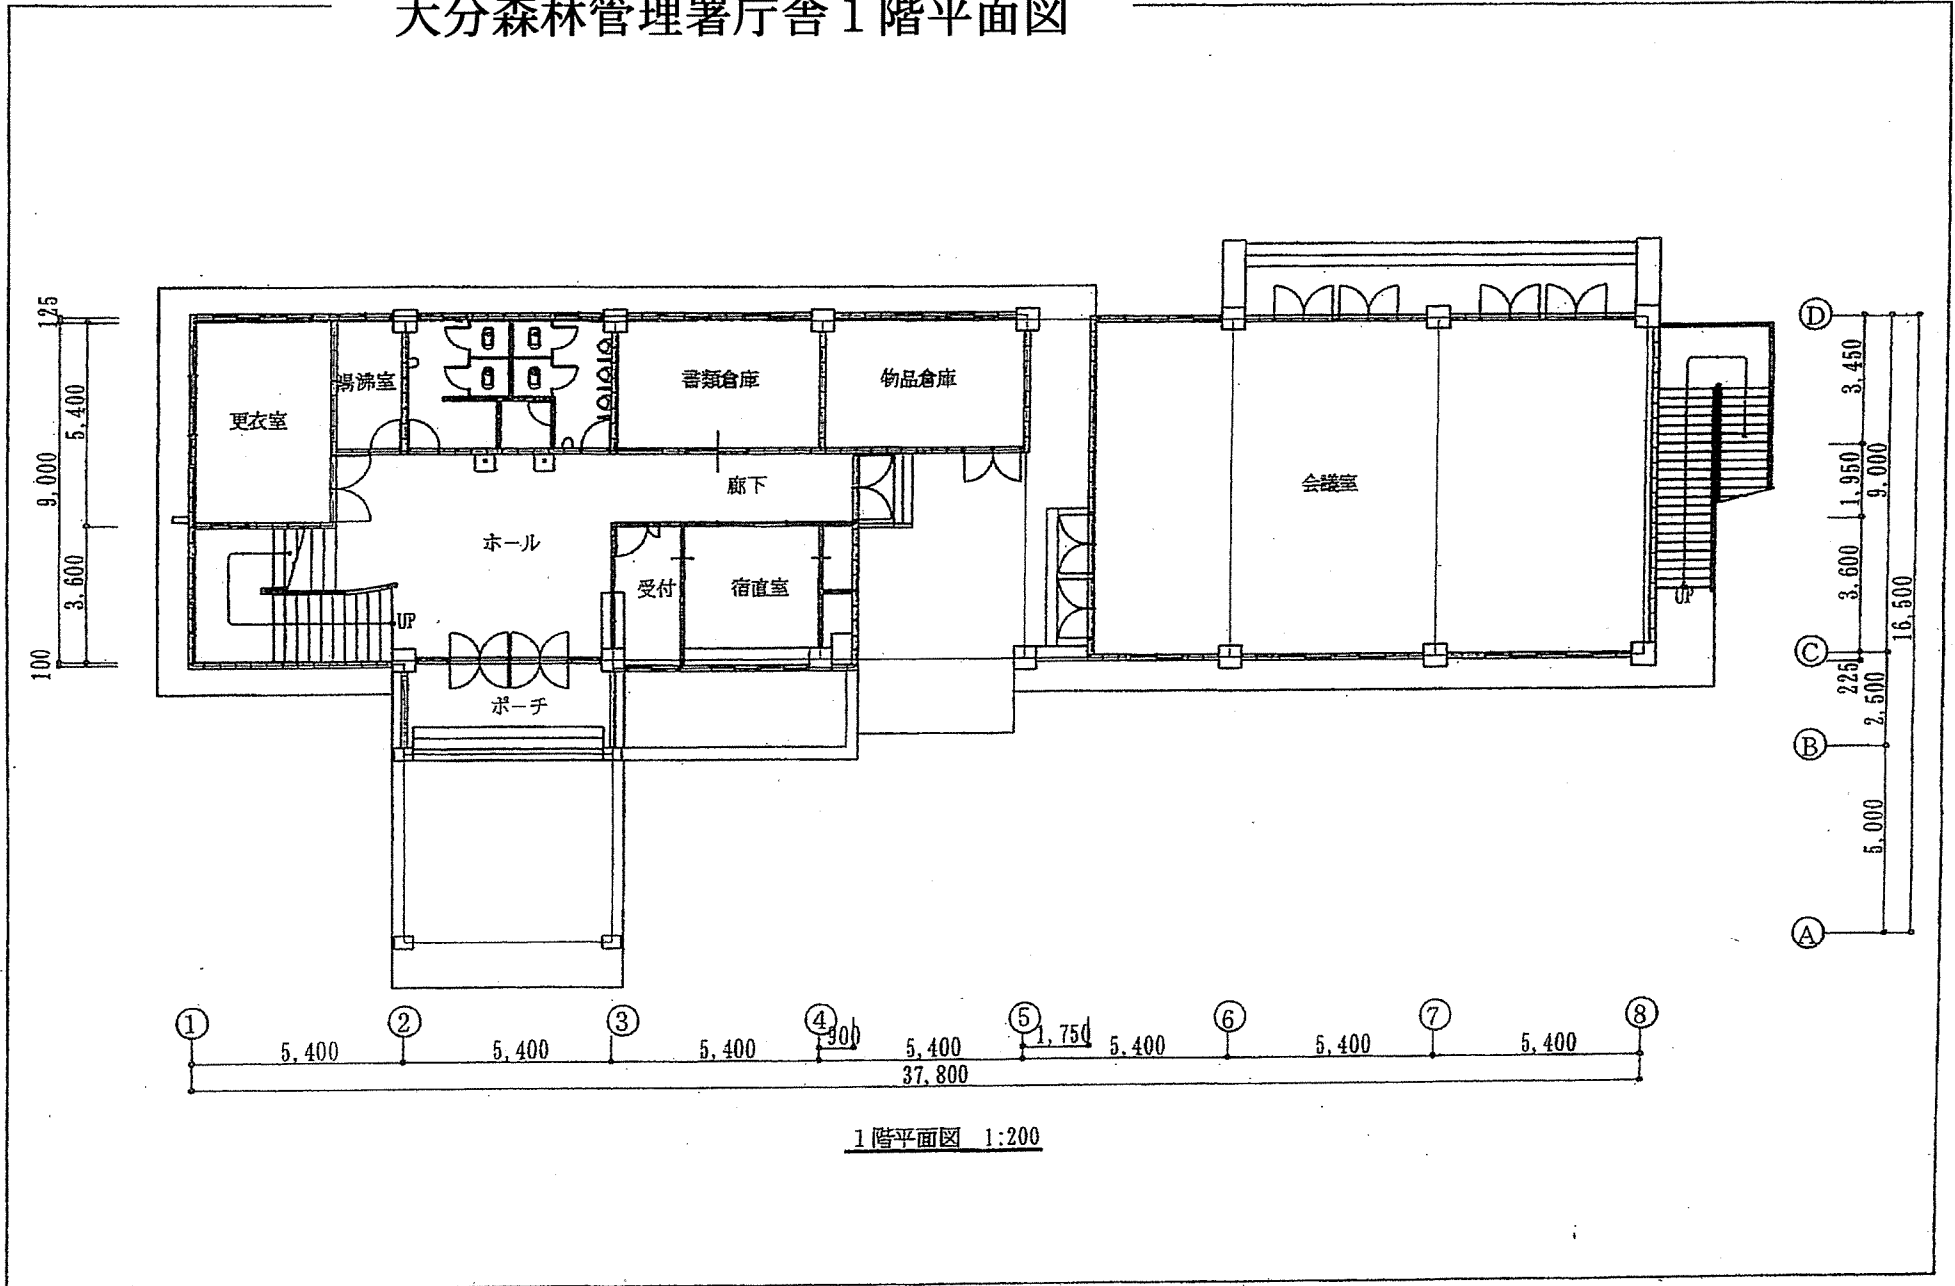 大分森林管理署庁舎１階平面図
125
5,400
9,000
3,600
100
更衣室
湯沸室
書類倉庫
物品倉庫
廊下
ホール
受付
宿直室
会議室
UP
UP
ポーチ
D
3,450
1,950
9,000
3,600
16,500
C
225
2,500
B
5,000
A
1
2
3
4
5
6
7
8
900
1,750
5,400
5,400
5,400
5,400
5,400
5,400
5,400
37,800
１階平面図 1:200